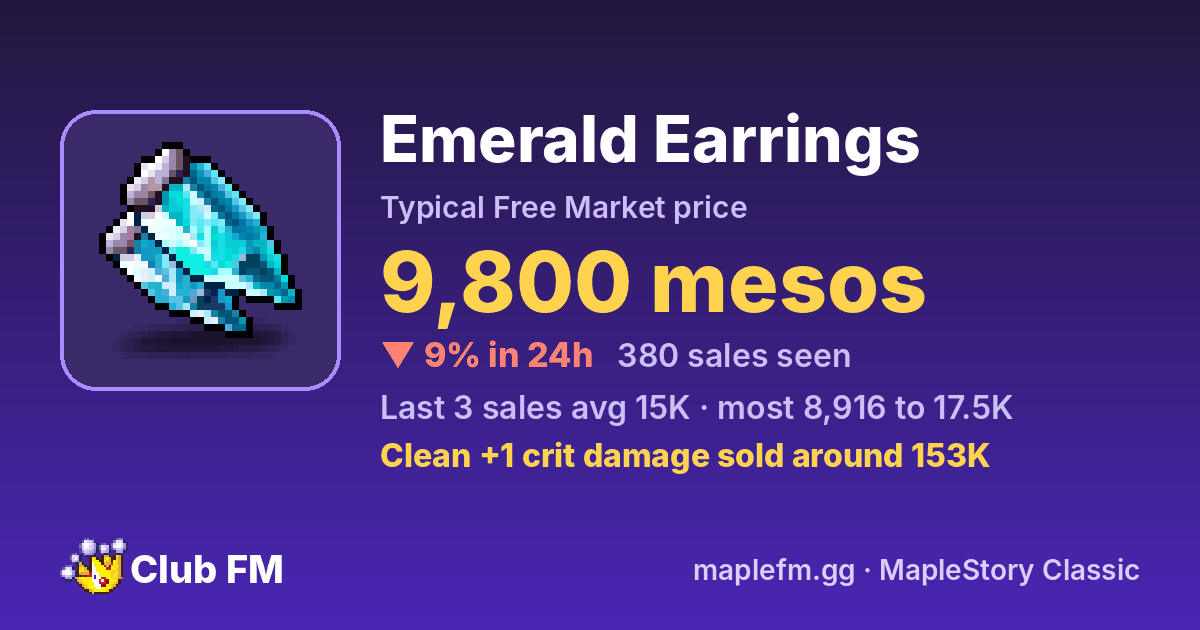 Emerald Earrings
Typical Free Market price
9,800 mesos
▼ 9% in 24h 380 sales seen
Last 3 sales avg 15K · most 8,916 to 17.5K
Clean +1 crit damage sold around 153K
Club FM
maplefm.gg · MapleStory Classic